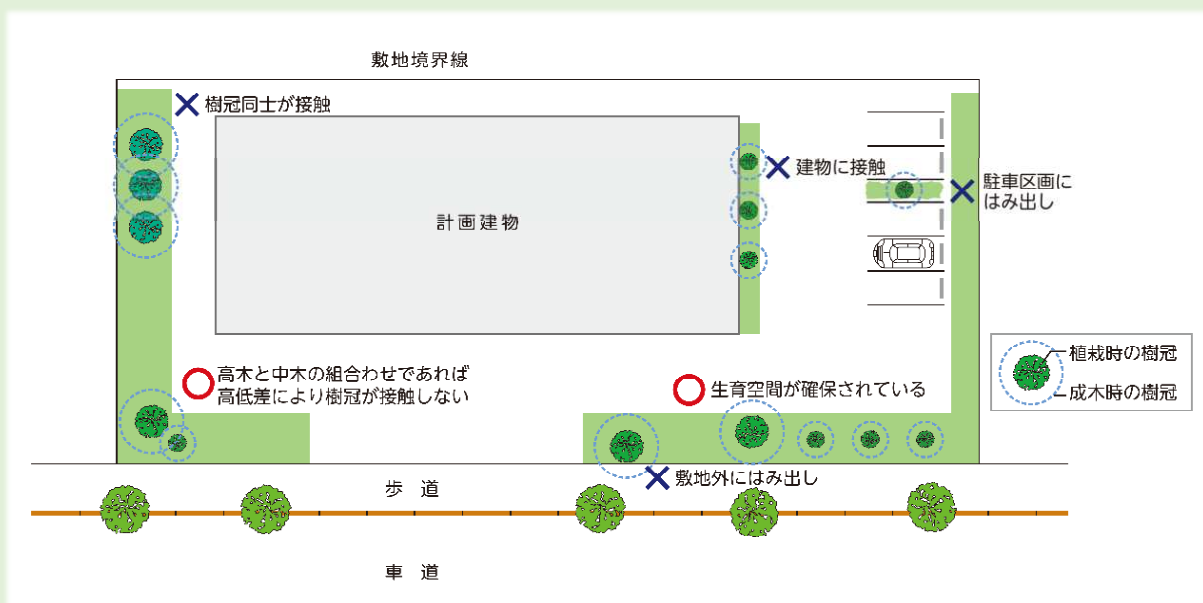 敷地境界線
樹冠同士が接触
建物に接触
駐車区画に
はみ出し
計画建物
植栽時の樹冠
成木時の樹冠
高木と中木の組合わせであれば
高低差により樹冠が接触しない
生育空間が確保されている
敷地外にはみ出し
歩道
車道